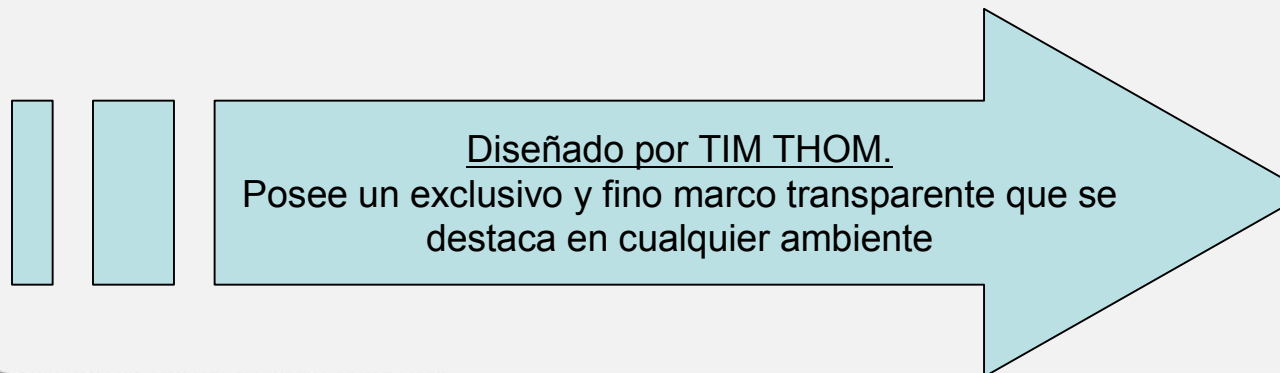 Diseñado por TIM THOM.
Posee un exclusivo y fino marco transparente que se
destaca en cualquier ambiente